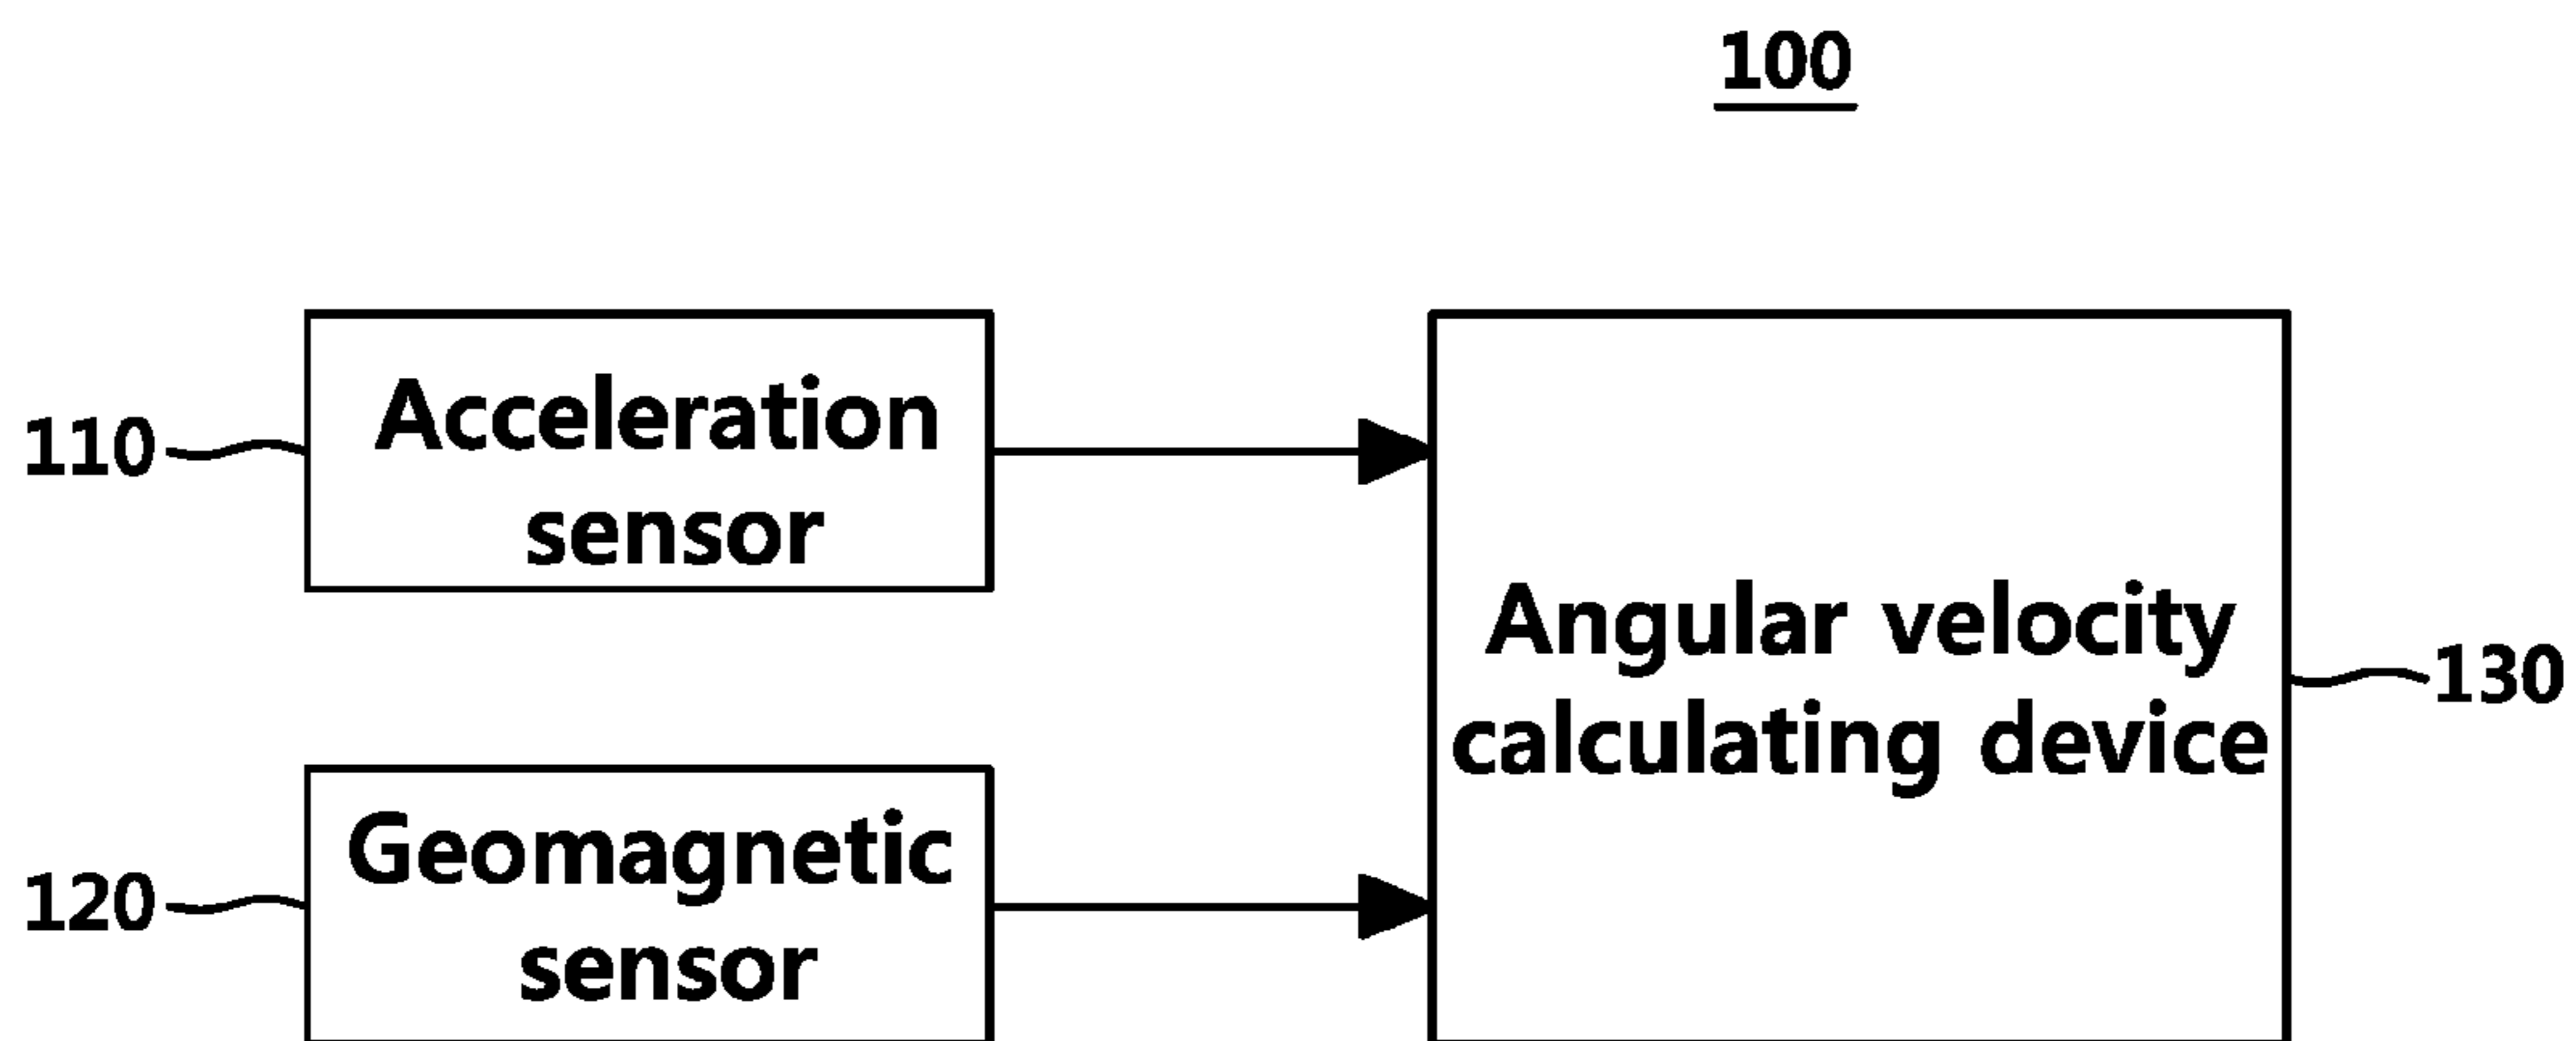 100
110
Acceleration
sensor
Angular velocity
calculating device
130
120
Geomagnetic
sensor